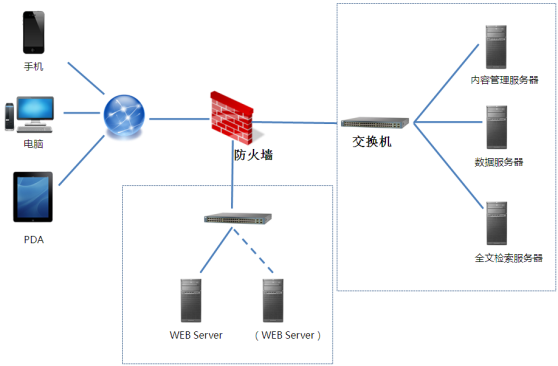 手机
电脑
PDA
防火墙
交换机
内容管理服务器
数据服务器
全文检索服务器
WEB Server
（WEB Server）